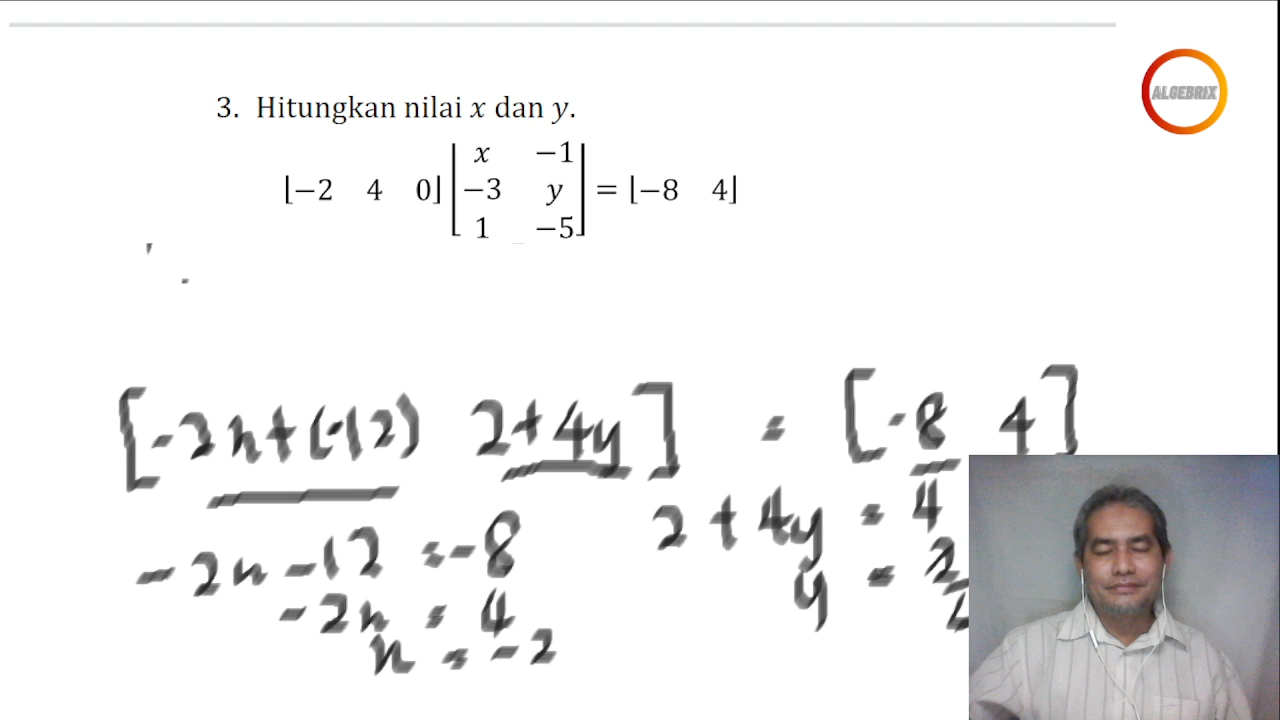 ALGEBRIX
3. Hitungkan nilai x dan y.
[-2 4 0] [x -1
-3 y
1 -5] = [-8 4]
[-2x+(-12) 2+4y] = [-8 4]
-2x-12 = -8
2+4y = 4
-2x = 4
y = 2
x = -2